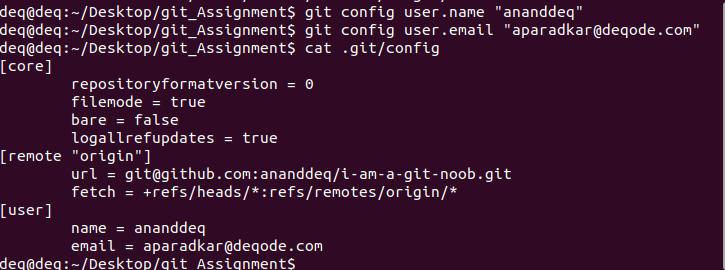 deq@deq:~/Desktop/git_Assignment$ git config user.name "ananddeq"
deq@deq:~/Desktop/git_Assignment$ git config user.email "aparadkar@deqode.com"
deq@deq:~/Desktop/git_Assignment$ cat .git/config
[core]
        repositoryformatversion = 0
        filemode = true
        bare = false
        logallrefupdates = true
[remote "origin"]
        url = git@github.com:ananddeq/i-am-a-git-noob.git
        fetch = +refs/heads/*:refs/remotes/origin/*
[user]
        name = ananddeq
        email = aparadkar@deqode.com
deq@deq:~/Desktop/git_Assignment$